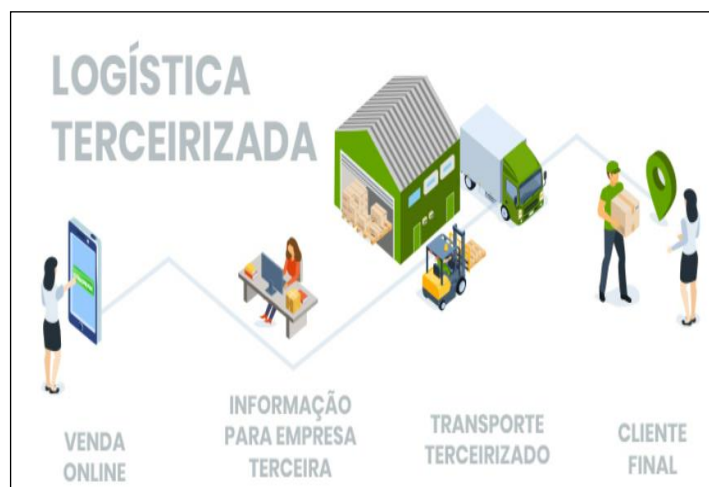 LOGÍSTICA
TERCEIRIZADA
VENDA
ONLINE
INFORMAÇÃO
PARA EMPRESA
TERCEIRA
TRANSPORTE
TERCEIRIZADO
CLIENTE
FINAL